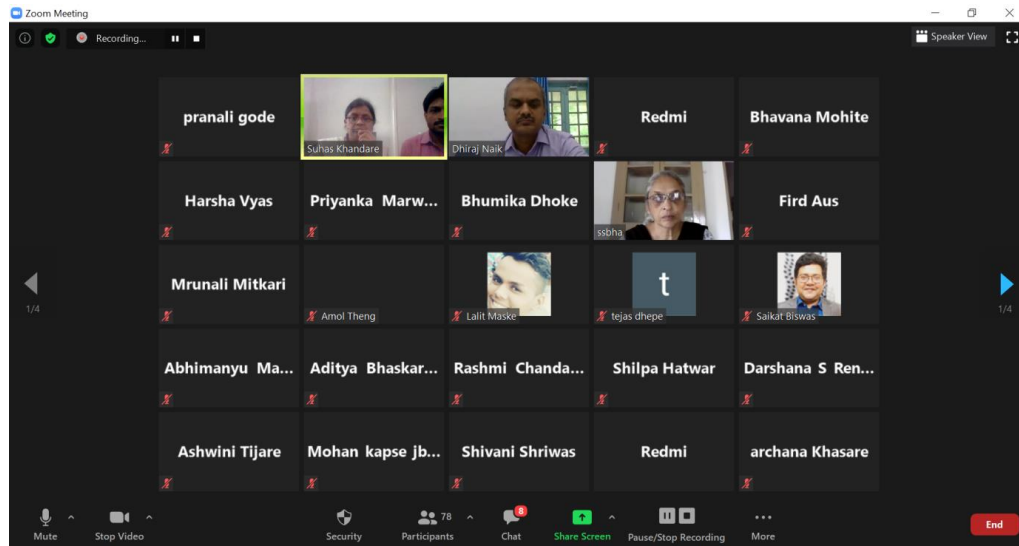 Zoom Meeting
Recording...
Speaker View
pranali gode
Suhas Khandare
Dhiraj Naik
Redmi
Bhavana Mohite
Harsha Vyas
Priyanka Marw...
Bhumika Dhoke
ssbha
Fird Aus
Mrunali Mitkari
Amol Theng
Lalit Maske
t
tejas dhepe
Saikat Biswas
1/4
1/4
Abhimanyu Ma...
Aditya Bhaskar...
Rashmi Chanda...
Shilpa Hatwar
Darshana S Ren...
Ashwini Tijare
Mohan kapse jb...
Shivani Shriwas
Redmi
archana Khasare
Mute
Stop Video
Security
78
Participants
8
Chat
Share Screen
Pause/Stop Recording
More
End